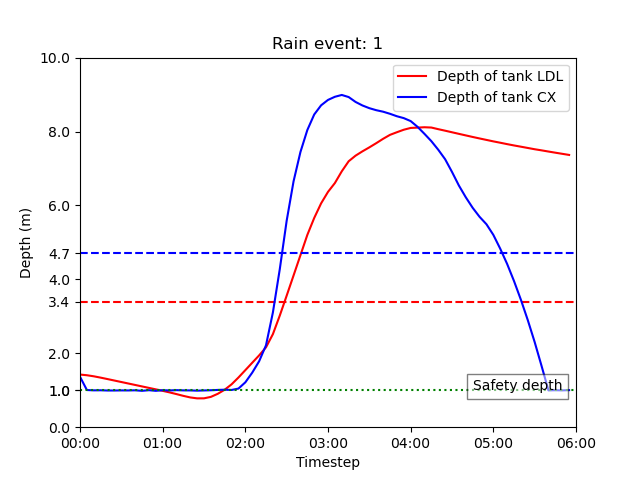 Rain event: 1
10.0
8.0
6.0
4.7
4.0
3.4
2.0
1.0
0.0
Depth (m)
Depth of tank LDL
Depth of tank CX
Safety depth
00:00 01:00 02:00 03:00 04:00 05:00 06:00
Timestep